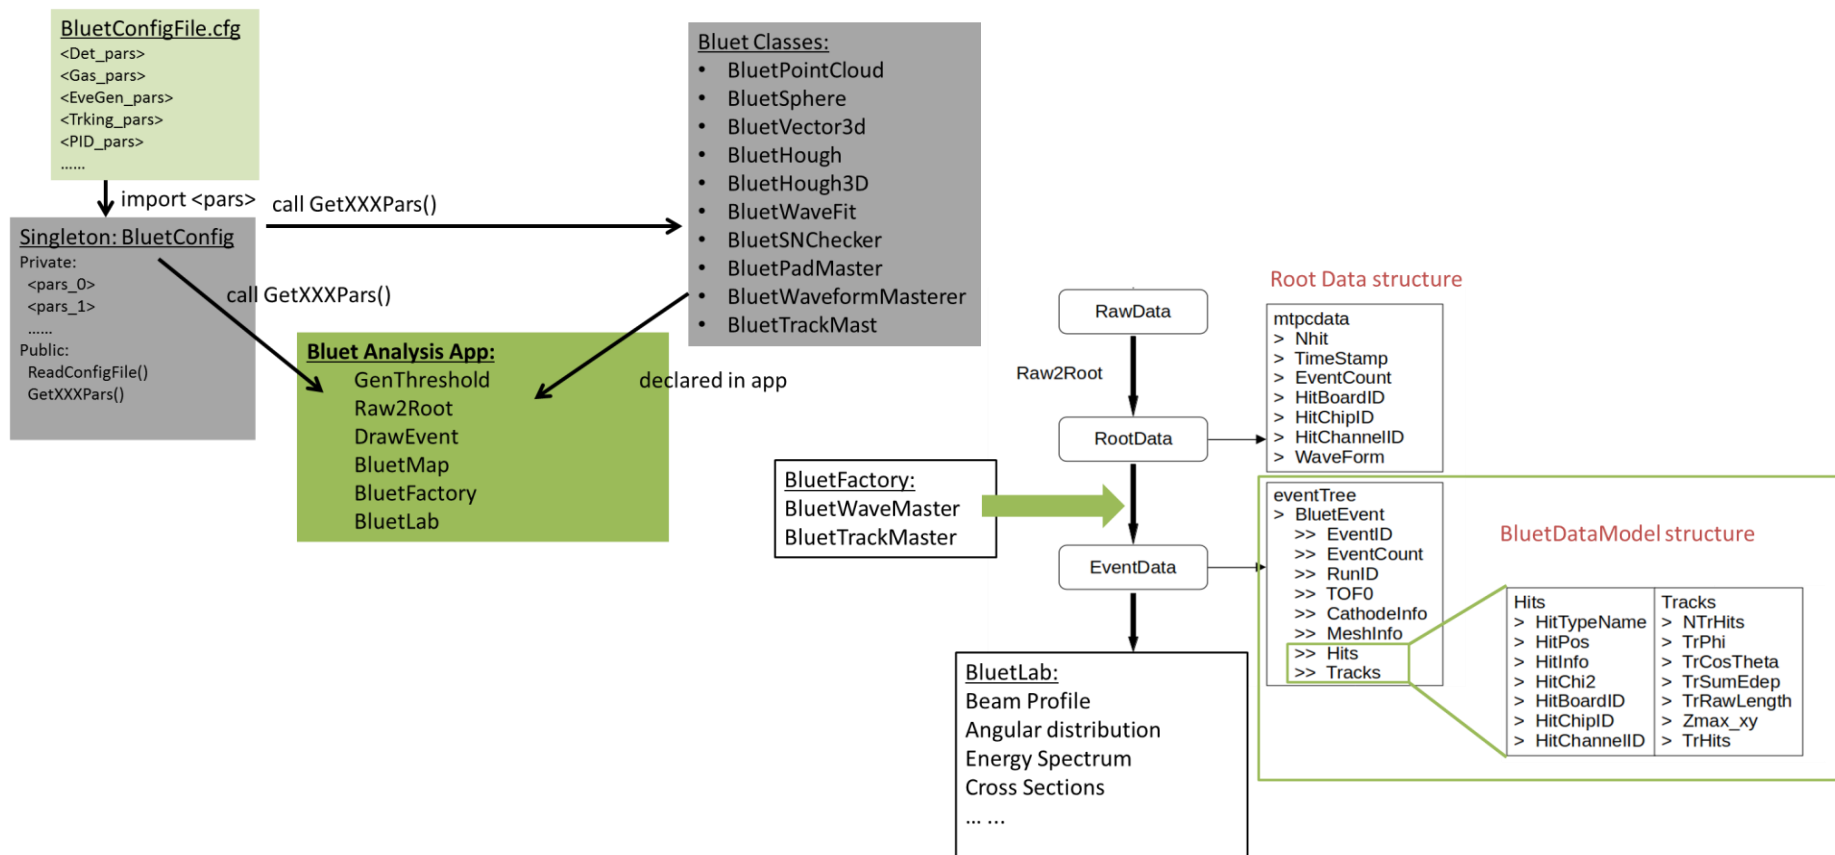 BluetConfigFile.cfg
<Det_pars>
<Gas_pars>
<EveGen_pars>
<Trking_pars>
<PID_pars>
......
import <pars>
call GetXXXPars()
Singleton: BluetConfig
Private:
<pars_0>
<pars_1>
......
Public:
ReadConfigFile()
GetXXXPars()
call GetXXXPars()
Bluet Classes:
• BluetPointCloud
• BluetSphere
• BluetVector3d
• BluetHough
• BluetHough3D
• BluetWaveFit
• BluetSNChecker
• BluetPadMaster
• BluetWaveformMasterer
• BluetTrackMast
declared in app
Bluet Analysis App:
GenThreshold
Raw2Root
DrawEvent
BluetMap
BluetFactory
BluetLab
RawData
Raw2Root
RootData
BluetFactory:
BluetWaveMaster
BluetTrackMaster
EventData
BluetLab:
Beam Profile
Angular distribution
Energy Spectrum
Cross Sections
... ...
Root Data structure
mtpcdata
> Nhit
> TimeStamp
> EventCount
> HitBoardID
> HitChipID
> HitChannelID
> WaveForm
eventTree
> BluetEvent
>> EventID
>> EventCount
>> RunID
>> TOF0
>> CathodeInfo
>> MeshInfo
>> Hits
>> Tracks
BluetDataModel structure
Hits
> HitTypeName
> HitPos
> HitInfo
> HitChi2
> HitBoardID
> HitChipID
> HitChannelID
Tracks
> NTrHits
> TrPhi
> TrCosTheta
> TrSumEdep
> TrRawLength
> Zmax_xy
> TrHits